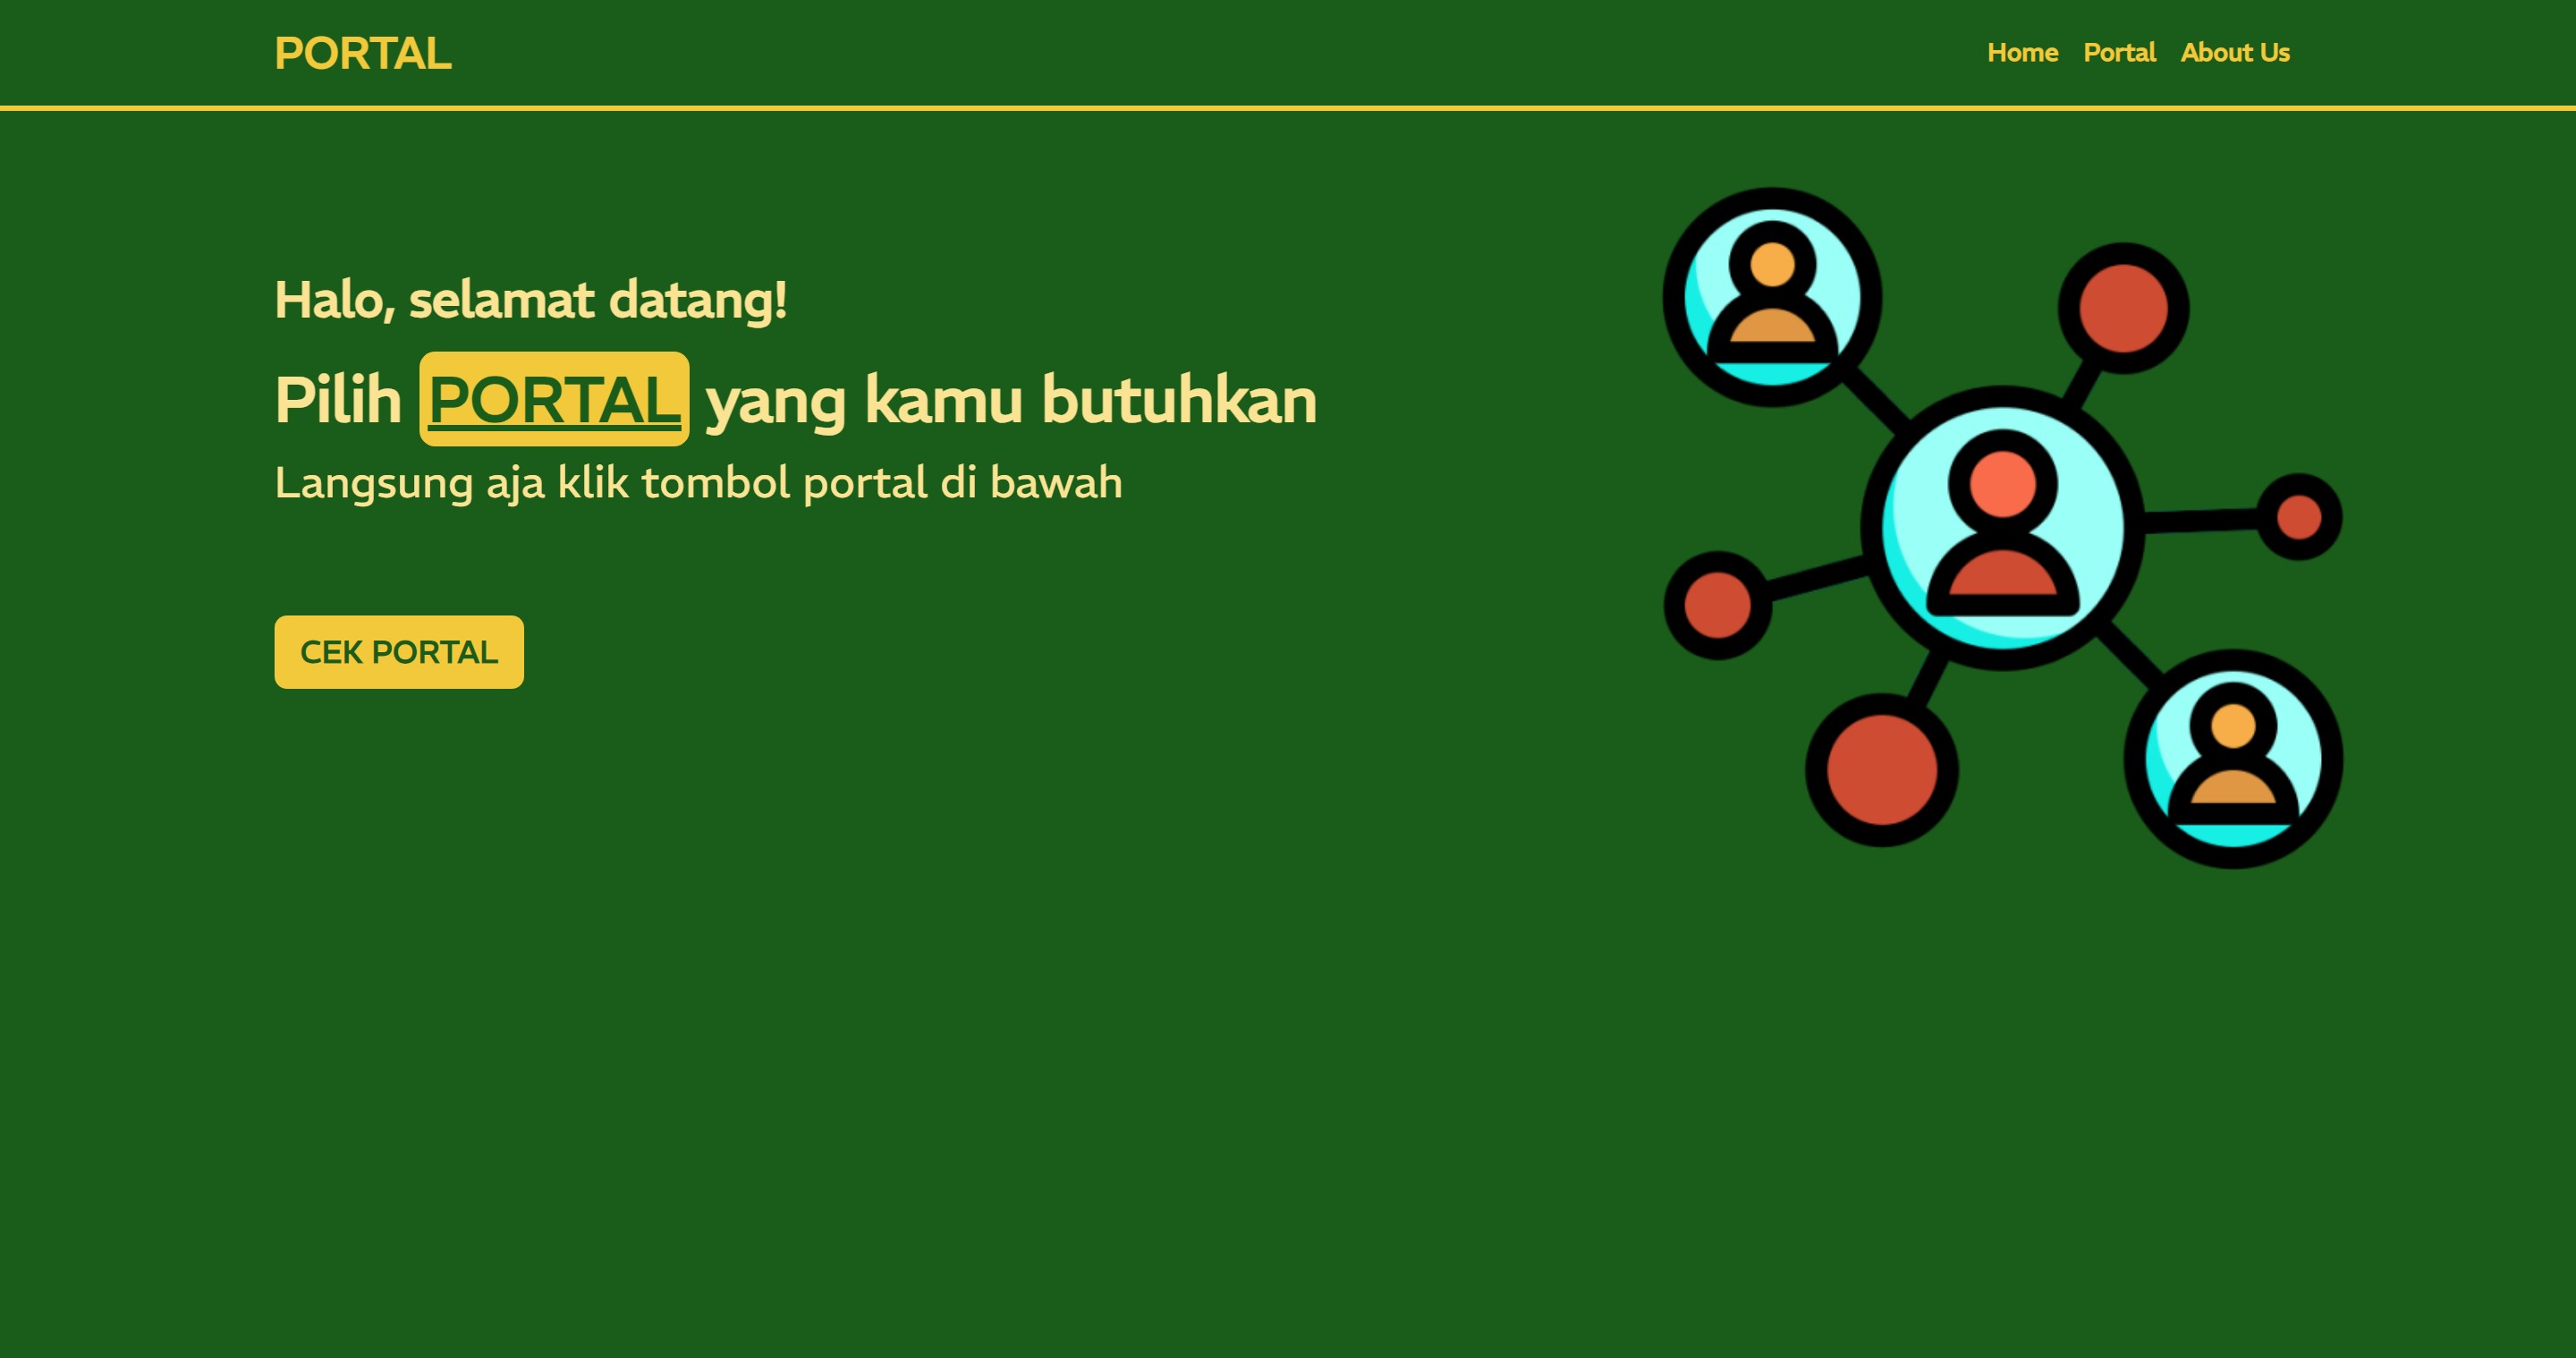 PORTAL
Home Portal About Us
Halo, selamat datang!
Pilih PORTAL yang kamu butuhkan
Langsung aja klik tombol portal di bawah
CEK PORTAL